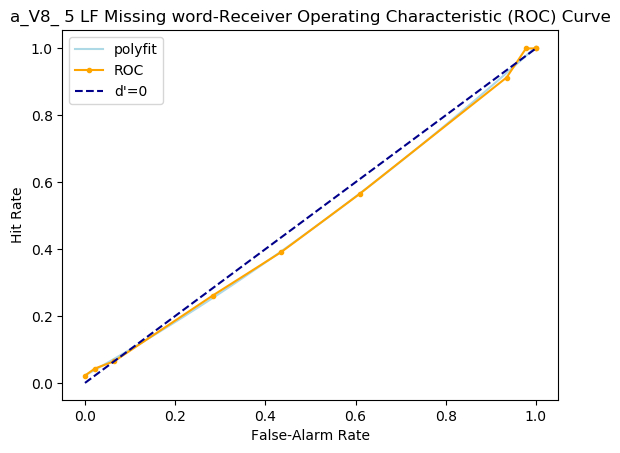 a_V8_ 5 LF Missing word-Receiver Operating Characteristic (ROC) Curve
polyfit
ROC
d'=0
1.0
0.8
0.6
0.4
0.2
0.0
Hit Rate
0.0 0.2 0.4 0.6 0.8 1.0
False-Alarm Rate